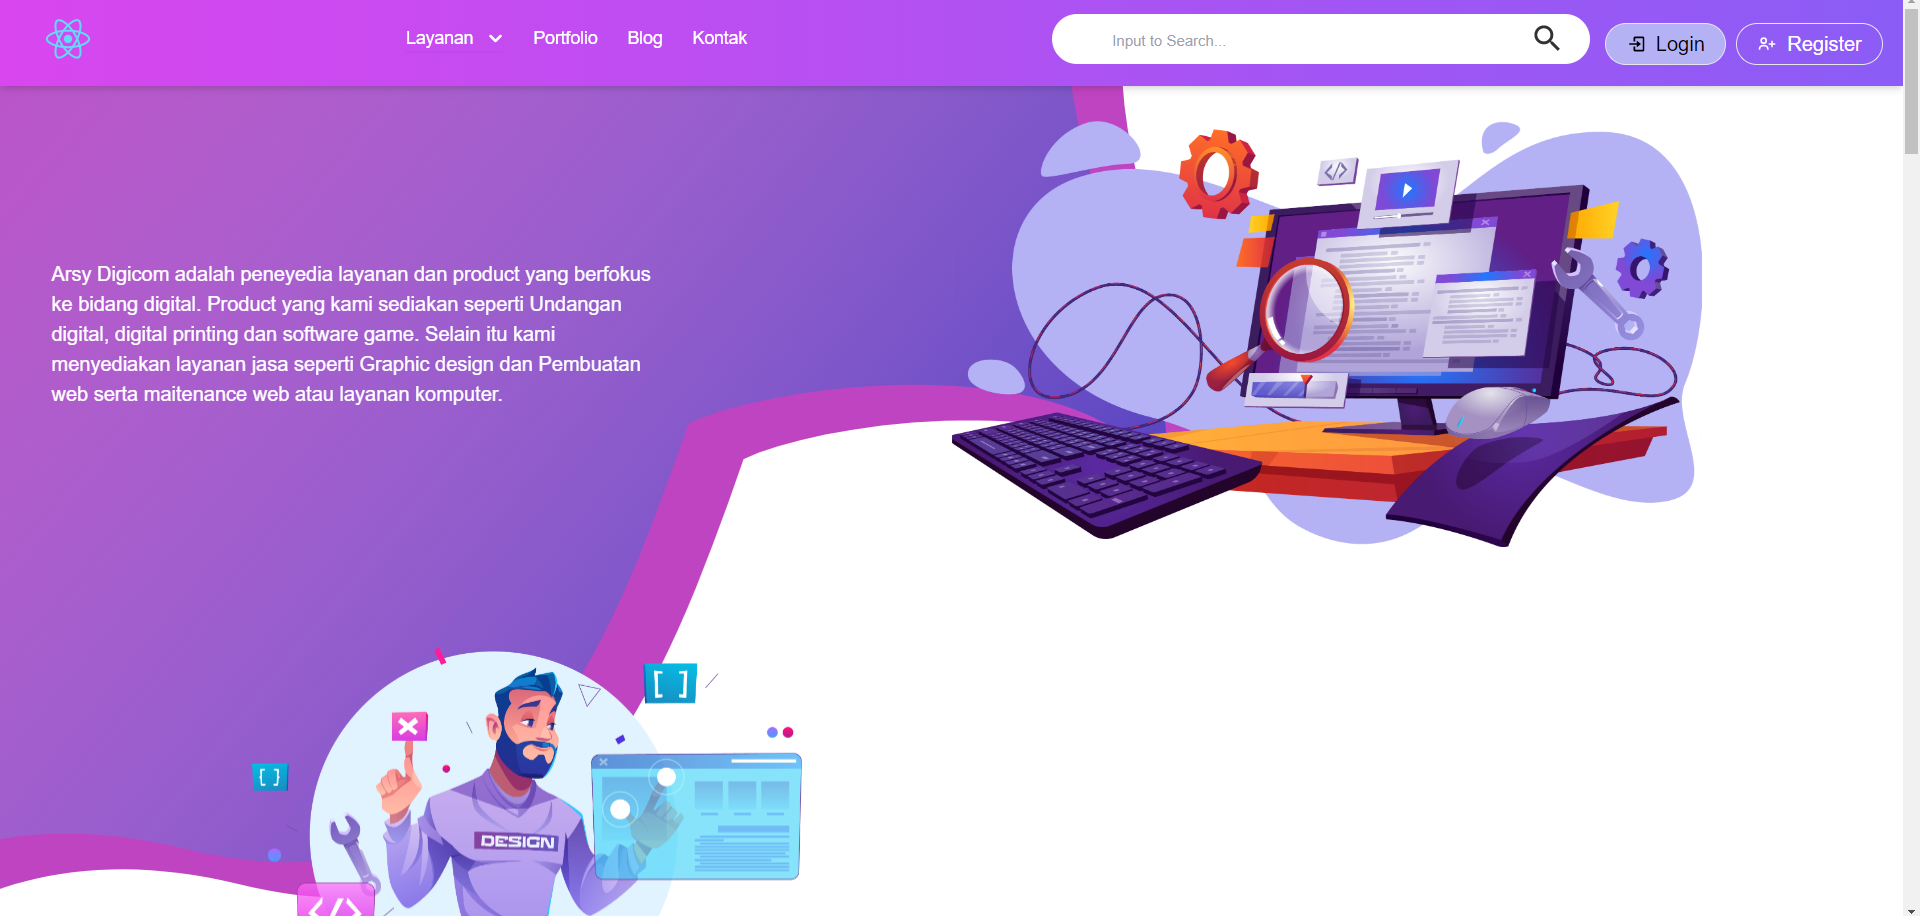 Layanan
Portfolio
Blog
Kontak
Input to Search...
Login
Register
Arsy Digicom adalah peneyedia layanan dan product yang berfokus
ke bidang digital. Product yang kami sediakan seperti Undangan
digital, digital printing dan software game. Selain itu kami
menyediakan layanan jasa seperti Graphic design dan Pembuatan
web serta maitenance web atau layanan komputer.
</>
[ ]
{ }
DESIGN
</>